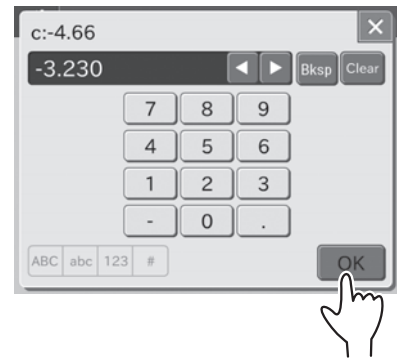 c:-4.66
×
-3.230 ◀ ▶ Bksp Clear
7 8 9
4 5 6
1 2 3
- 0 .
ABC abc 123 # OK